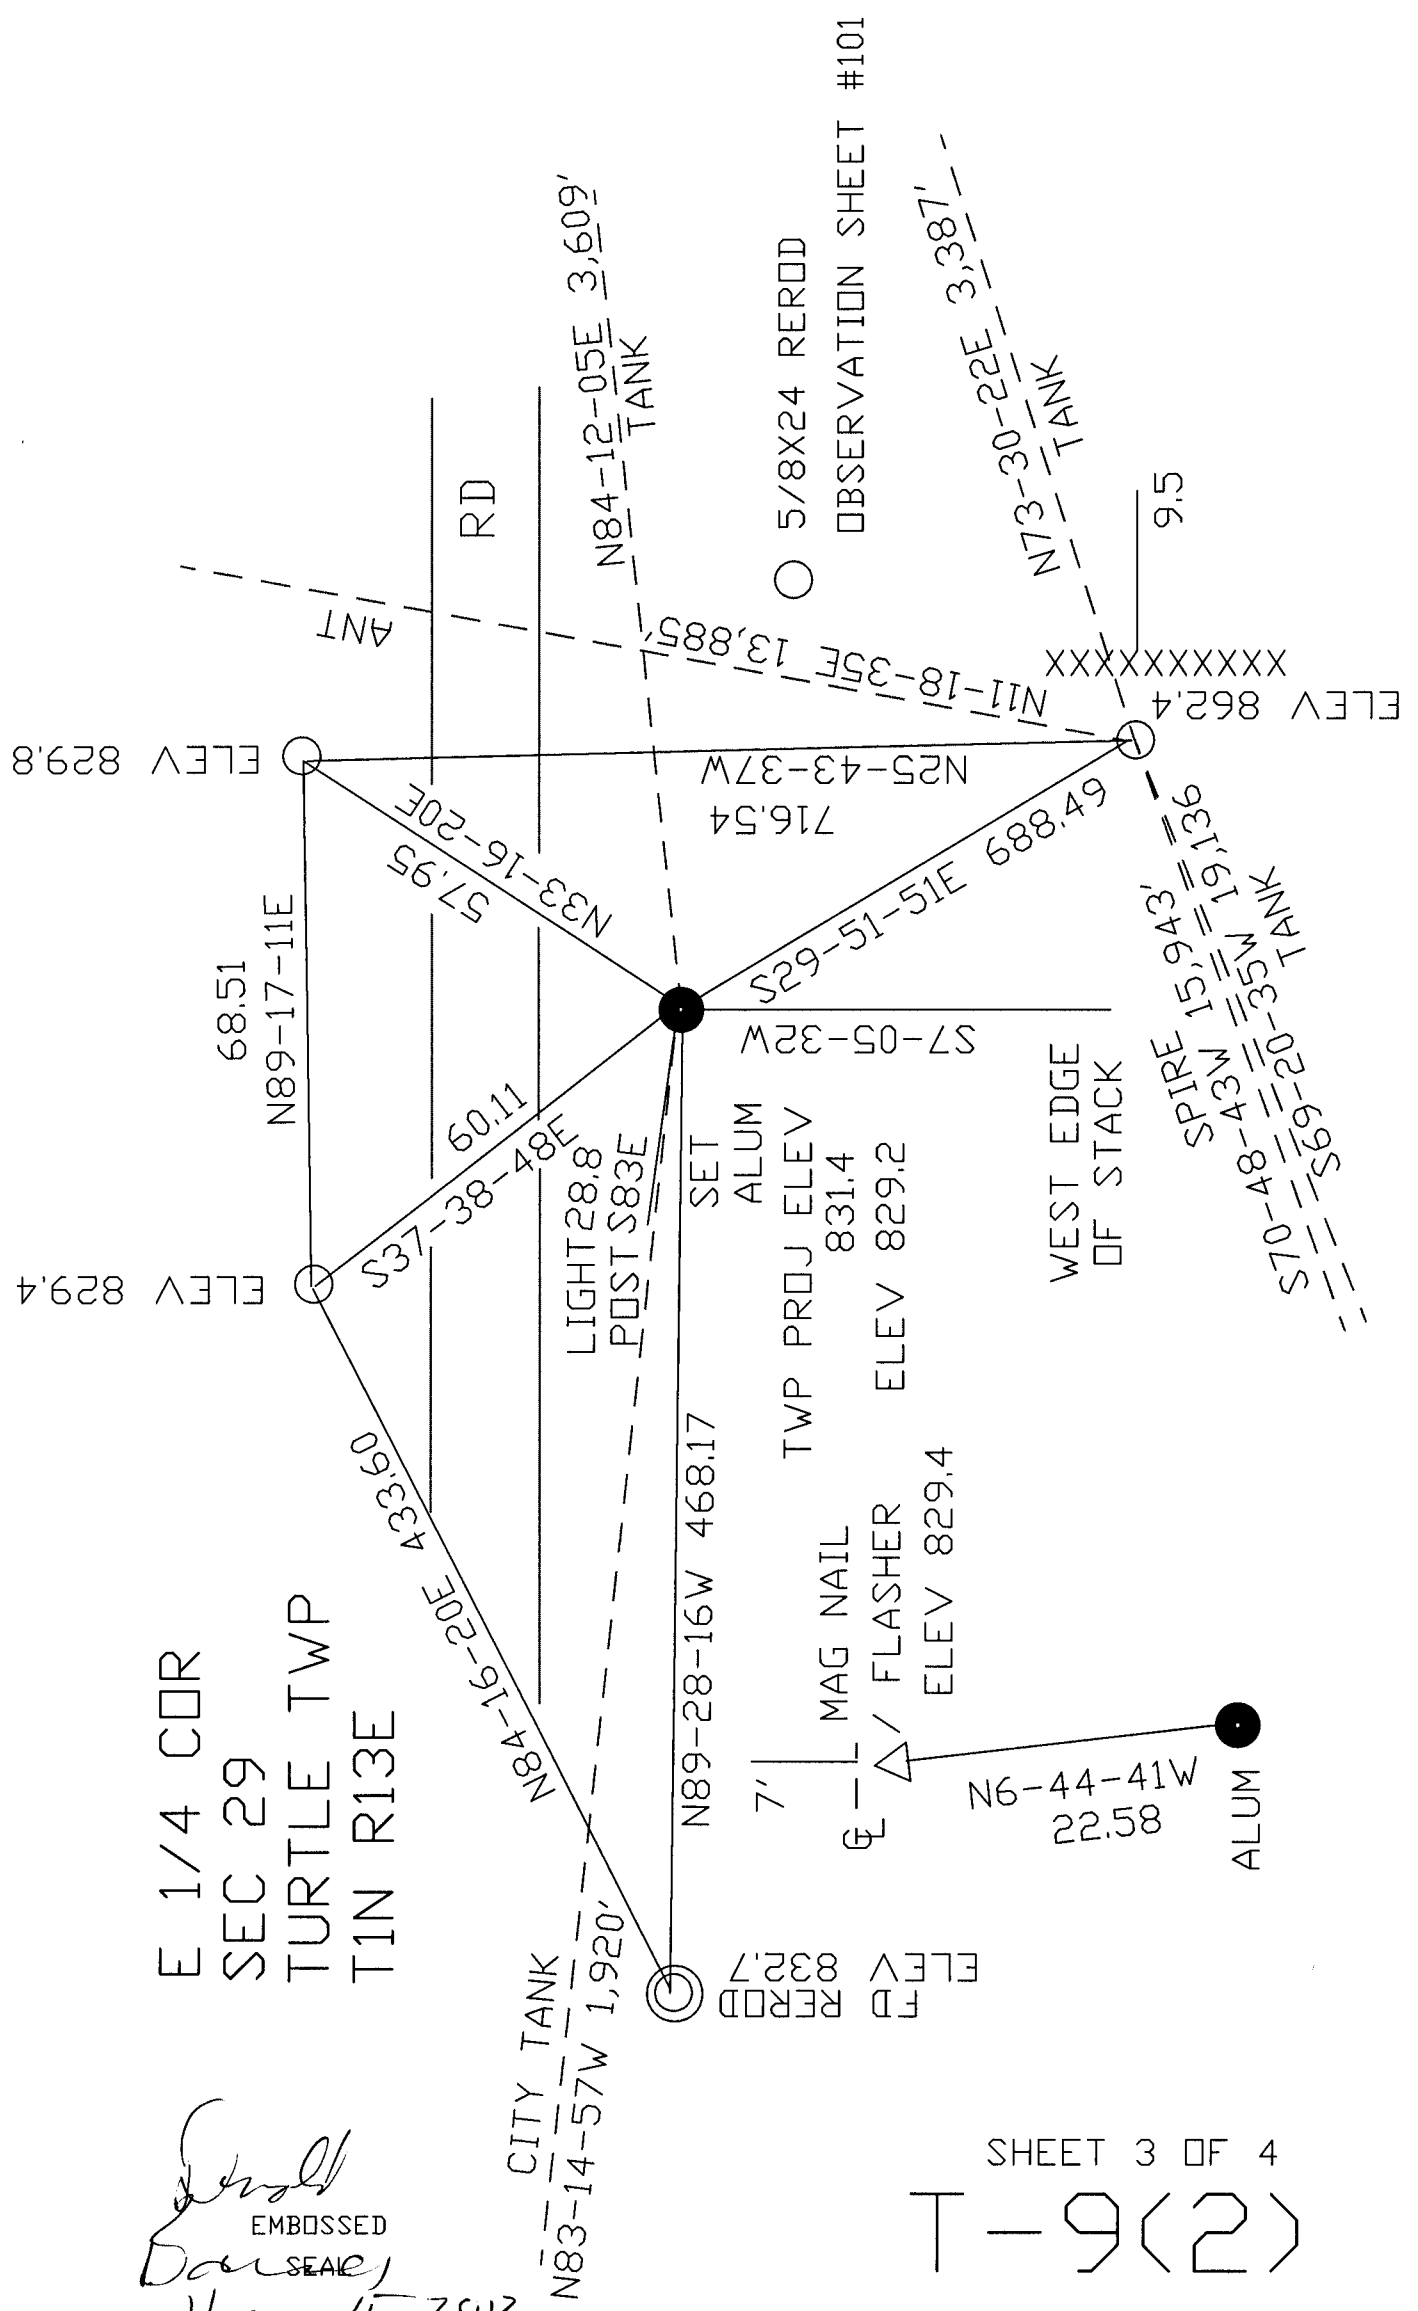 E 1/4 COR
SEC 29
TURTLE TWP
T1N R13E
ELEV 829.4
68.51
N89-17-11E
ELEV 829.8
ANT
RD
N84-16-20E 433.60
60.11
S37-38-48E
57.95
N33-16-20E
CITY TANK
N83-14-57W 1,920'
LIGHT 28.8
POST S83E
N84-12-05E 3,609'
TANK
N89-28-16W 468.17
SET
ALUM
FD
REROD
ELEV 832.7
TWP PROJ ELEV
831.4
ELEV 829.2
S7-05-32W
WEST EDGE
OF STACK
S29-51-51E 688.49
N25-43-37W
716.54
N11-18-35E 13,885'
5/8X24 REROD
OBSERVATION SHEET #101
N73-30-22E 3,387'
TANK
XXXXXXXXXX
9.5
ELEV 862.4
SPIRE 15,943'
S70-48-43W
19,136
S69-20-35W
TANK
7'
MAG NAIL
W/ FLASHER
ELEV 829.4
N6-44-41W
22.58
ALUM
EMBOSSED
SEAL
SHEET 3 OF 4
T-9(2)